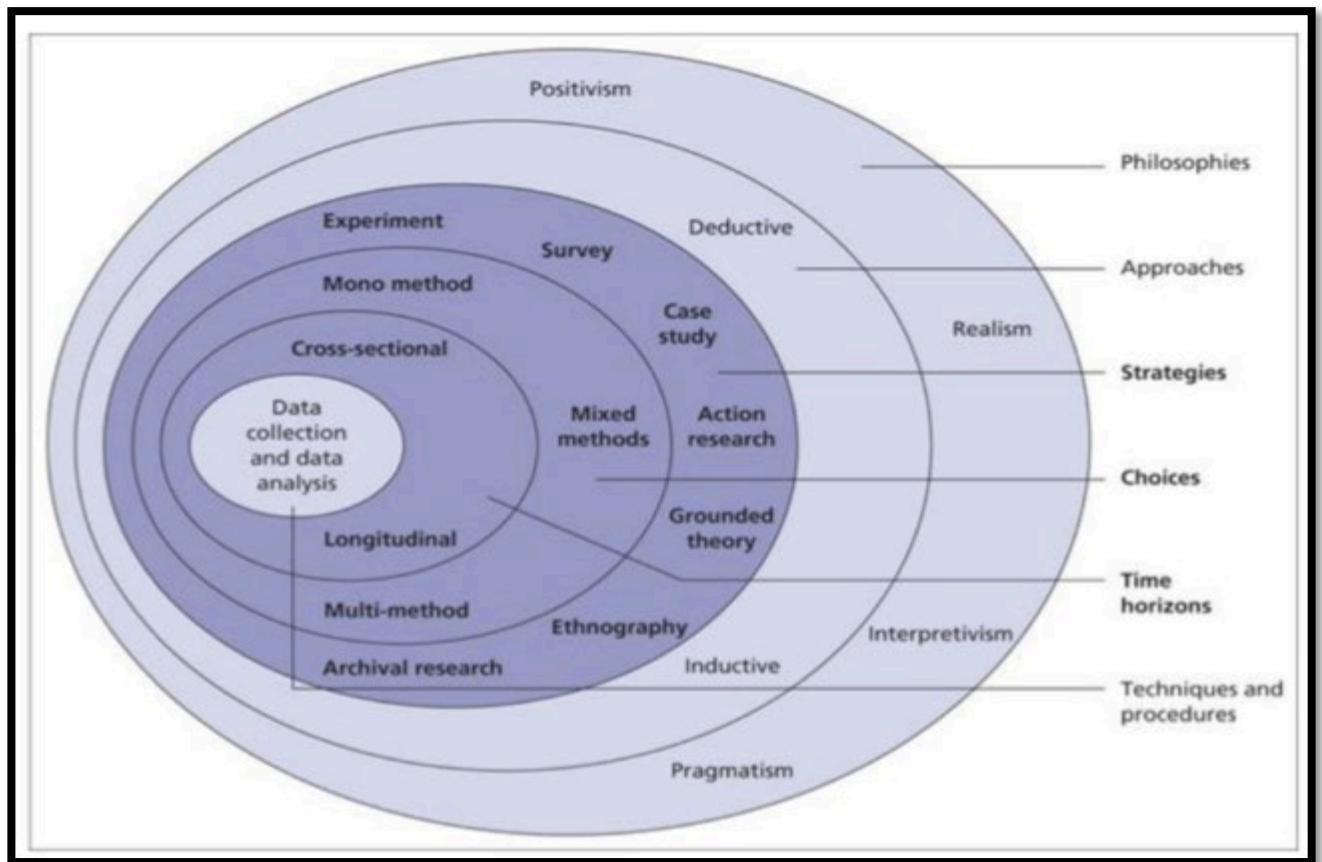 Positivism
Philosophies
Experiment
Deductive
Survey
Approaches
Mono method
Case
study
Realism
Cross-sectional
Strategies
Data
collection
and data
analysis
Mixed
methods
Action
research
Choices
Grounded
theory
Longitudinal
Time
horizons
Multi-method
Ethnography
Interpretivism
Archival research
Inductive
Techniques and
procedures
Pragmatism